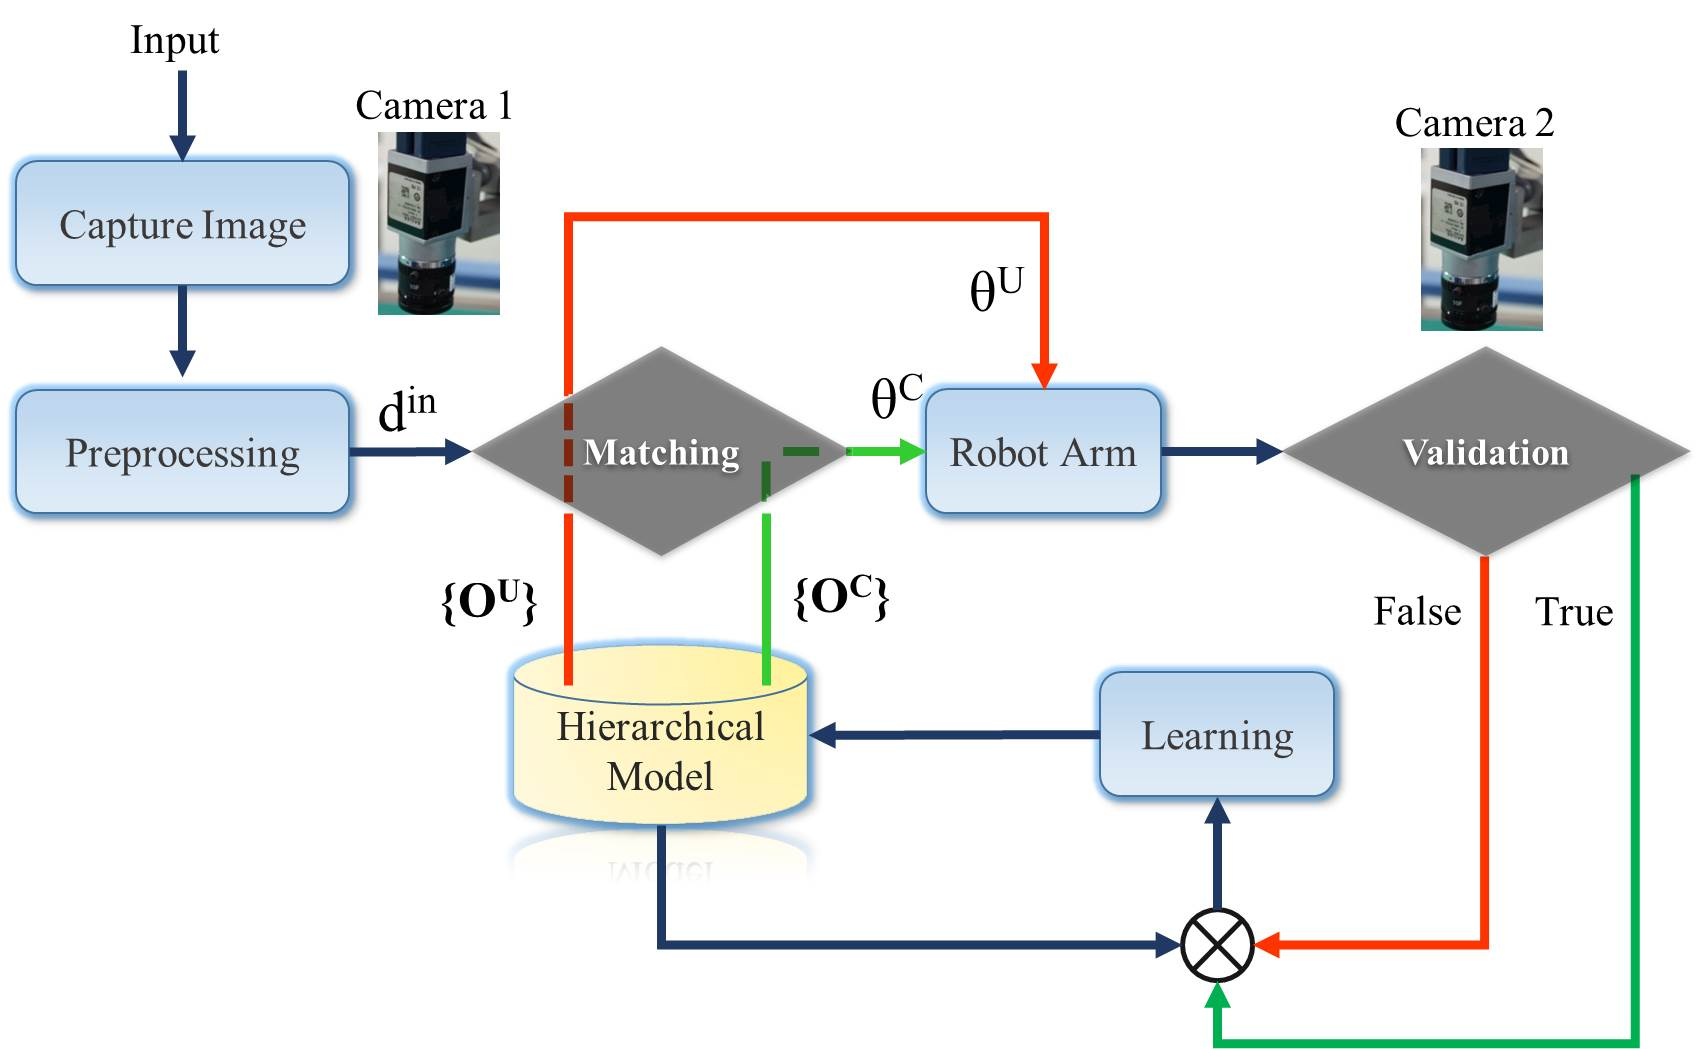 Input
Camera 1
Camera 2
Capture Image
θᵁ
dⁱⁿ
θᶜ
Preprocessing
Matching
Robot Arm
Validation
{Oᵁ}
{Oᶜ}
False
True
Hierarchical
Model
Learning